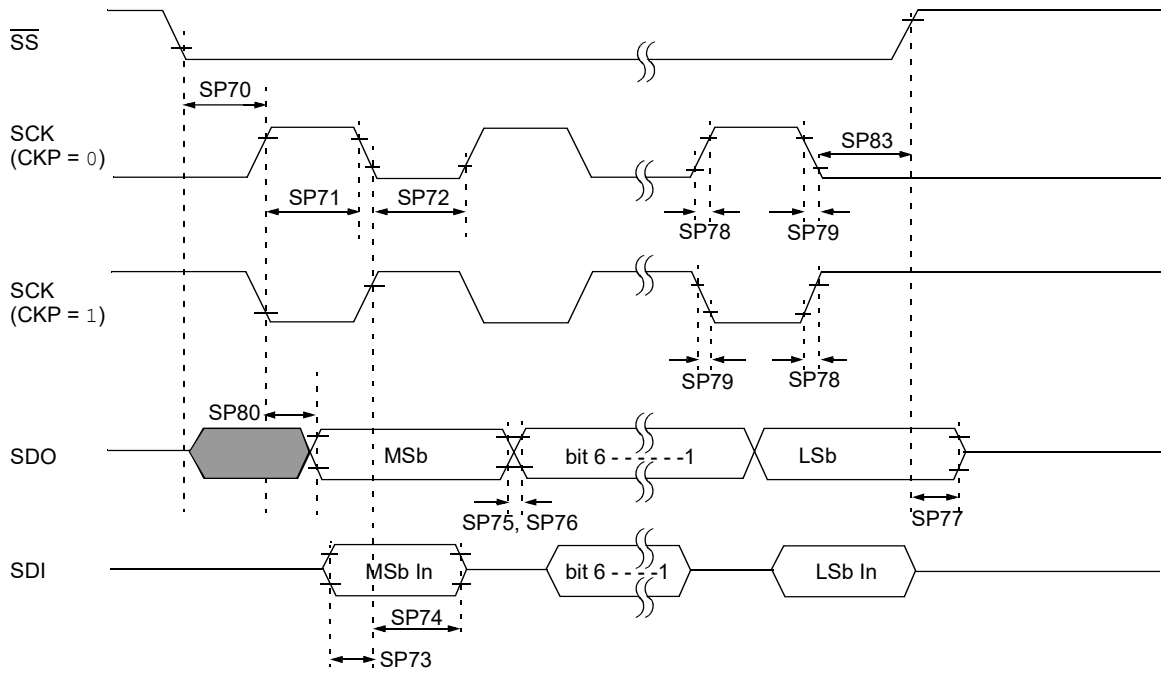 SS
SP70
SCK
(CKP = 0)
SP83
SP71
SP72
SP78
SP79
SCK
(CKP = 1)
SP79
SP78
SP80
SDO
MSb
bit 6 - - - - - -1
LSb
SP75, SP76
SP77
SDI
MSb In
bit 6 - - - -1
LSb In
SP74
SP73